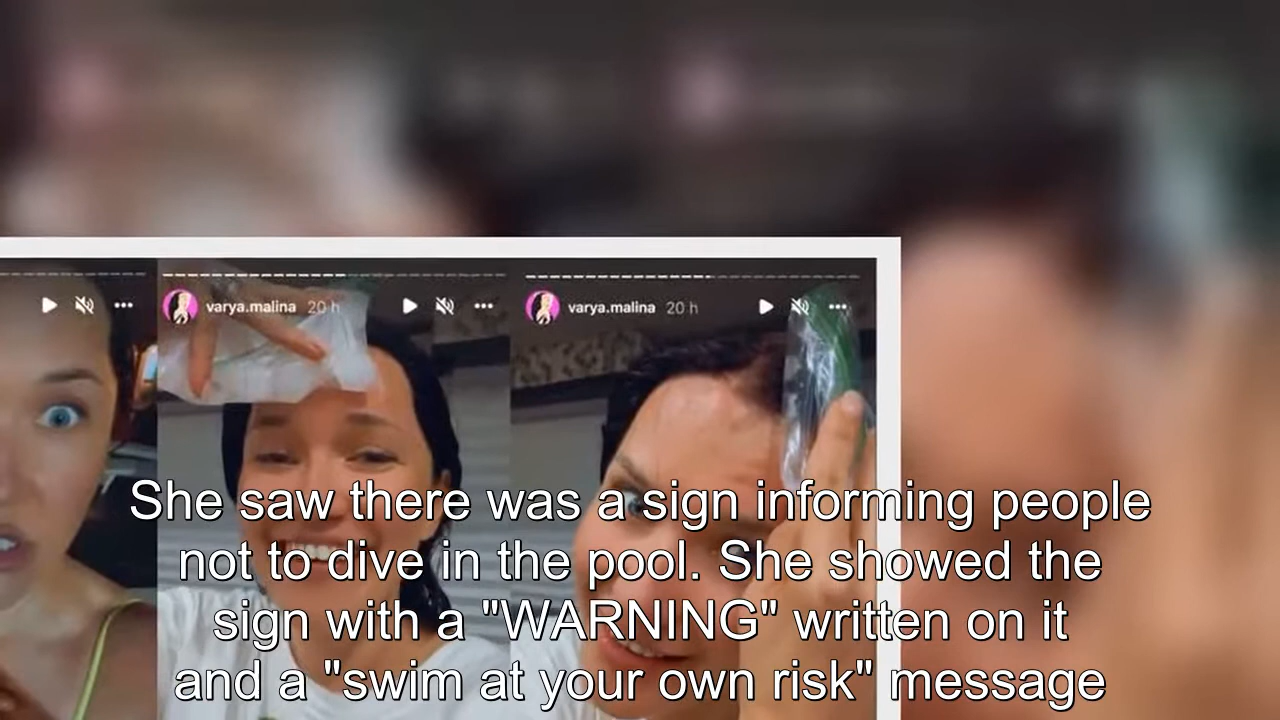 varya.malina 20 h
varya.malina 20 h
She saw there was a sign informing people
not to dive in the pool. She showed the
sign with a "WARNING" written on it
and a "swim at your own risk" message